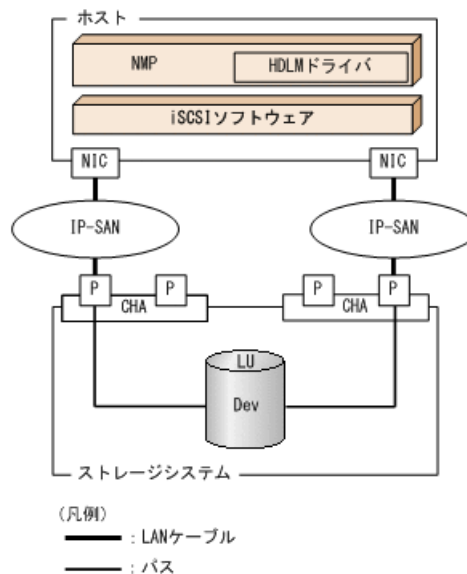 ホスト
NMP
HDLMドライバ
iSCSIソフトウェア
NIC
NIC
IP-SAN
IP-SAN
P
P
P
P
CHA
CHA
LU
Dev
ストレージシステム
(凡例)
: LANケーブル
: パス